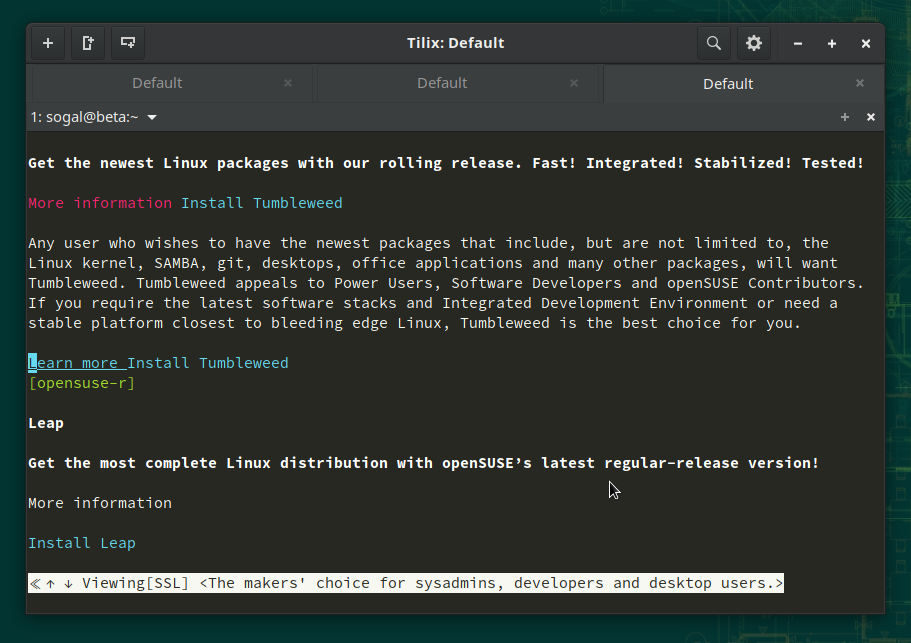 Tilix: Default
Default Default Default
1: sogal@beta:~
Get the newest Linux packages with our rolling release. Fast! Integrated! Stabilized! Tested!
More information Install Tumbleweed
Any user who wishes to have the newest packages that include, but are not limited to, the
Linux kernel, SAMBA, git, desktops, office applications and many other packages, will want
Tumbleweed. Tumbleweed appeals to Power Users, Software Developers and openSUSE Contributors.
If you require the latest software stacks and Integrated Development Environment or need a
stable platform closest to bleeding edge Linux, Tumbleweed is the best choice for you.
Learn more Install Tumbleweed
[opensuse-r]
Leap
Get the most complete Linux distribution with openSUSE’s latest regular-release version!
More information
Install Leap
≪ ↑ ↓ Viewing[SSL] <The makers' choice for sysadmins, developers and desktop users.>